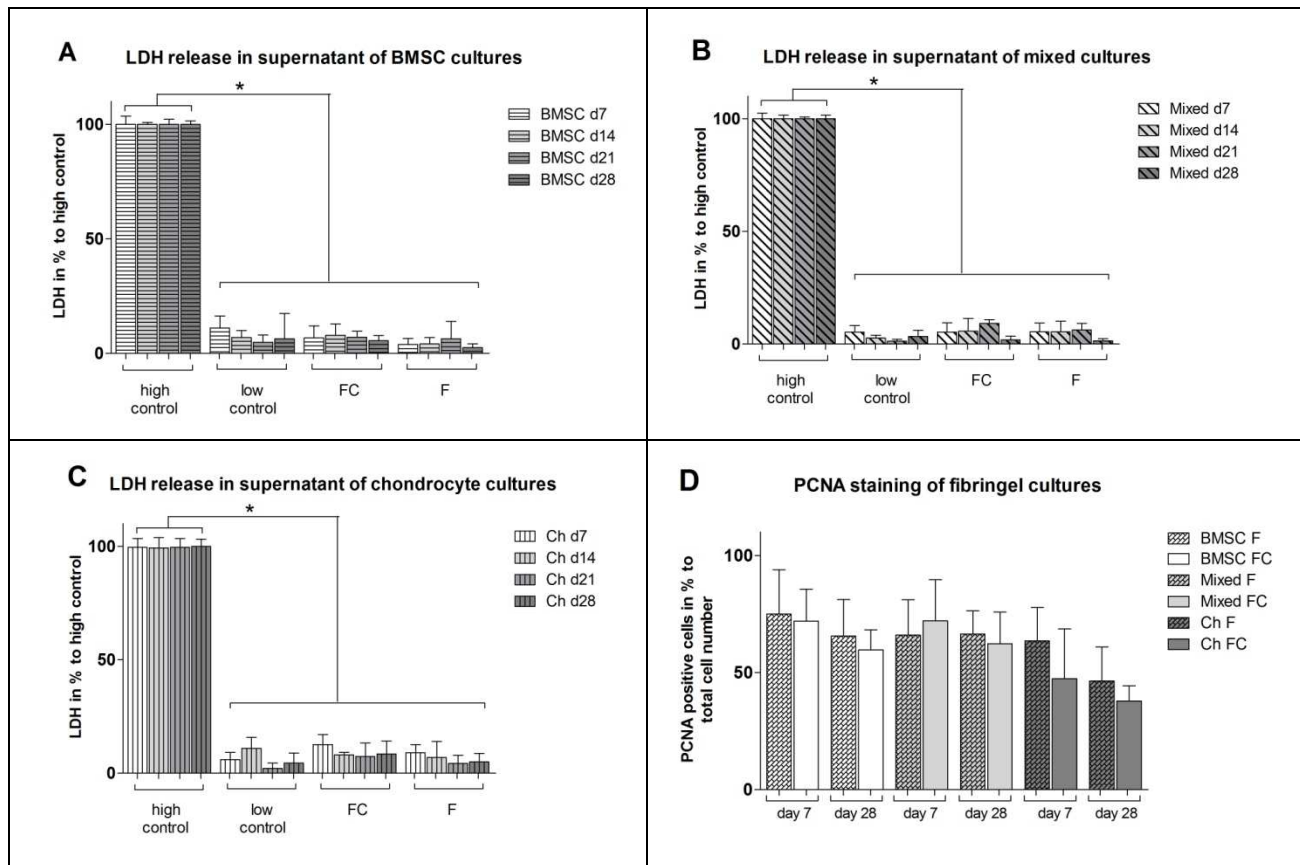 A
LDH release in supernatant of BMSC cultures
*
LDH in % to high control
100
50
0
BMSC d7
BMSC d14
BMSC d21
BMSC d28
high
control
low
control
FC
F
B
LDH release in supernatant of mixed cultures
*
LDH in % to high control
100
50
0
Mixed d7
Mixed d14
Mixed d21
Mixed d28
high
control
low
control
FC
F
C
LDH release in supernatant of chondrocyte cultures
*
LDH in % to high control
100
50
0
Ch d7
Ch d14
Ch d21
Ch d28
high
control
low
control
FC
F
D
PCNA staining of fibringel cultures
PCNA positive cells in % to
total cell number
100
50
0
BMSC F
BMSC FC
Mixed F
Mixed FC
Ch F
Ch FC
day 7
day 28
day 7
day 28
day 7
day 28